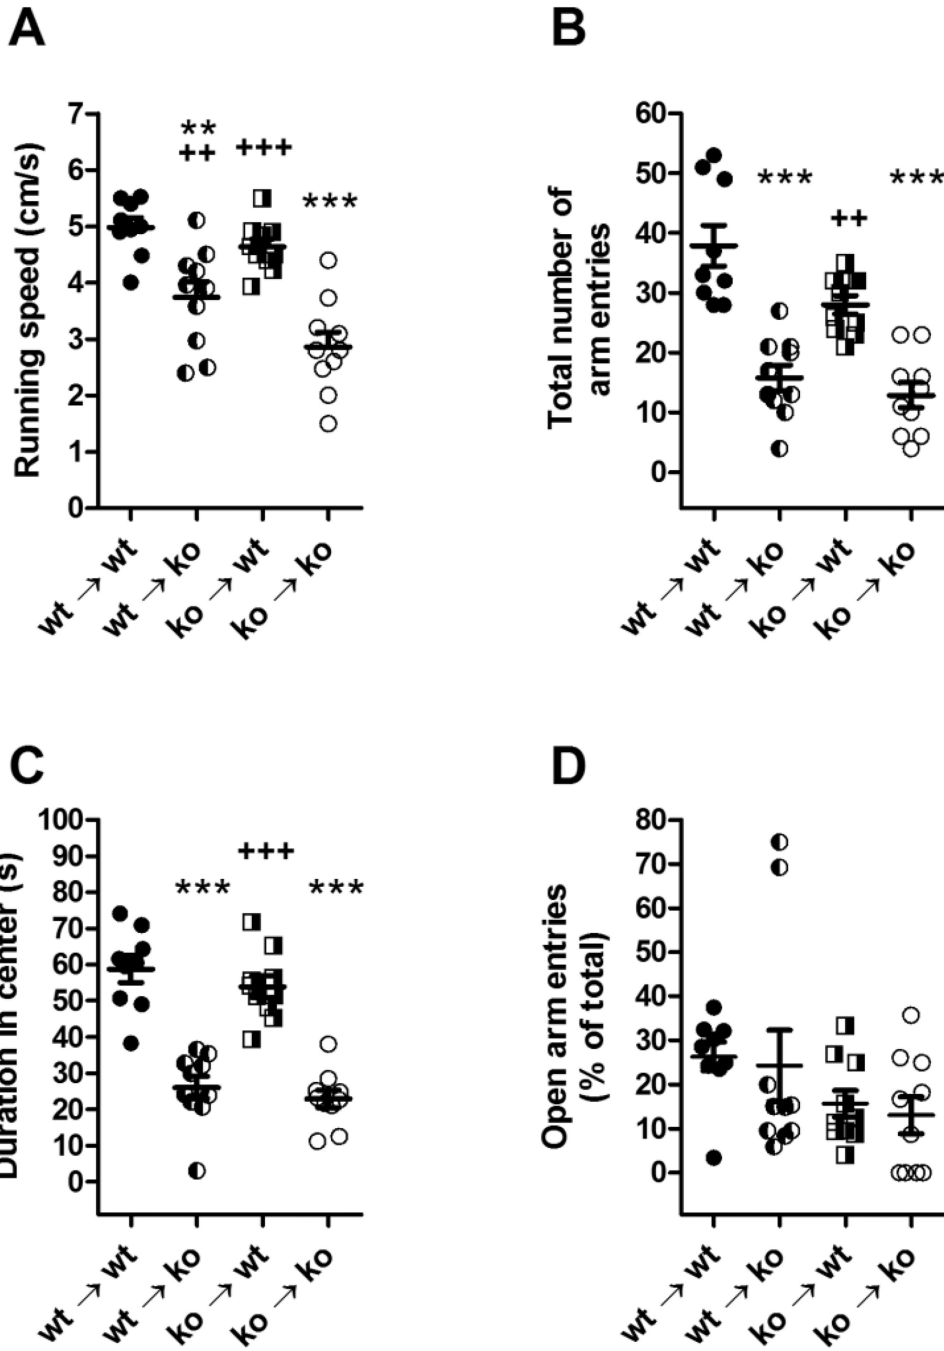 A
Running speed (cm/s)
7
6
5
4
3
2
1
0
**
++
+++
***
wt → wt
wt → ko
ko → wt
ko → ko
B
Total number of
arm entries
60
50
40
30
20
10
0
***
++
***
wt → wt
wt → ko
ko → wt
ko → ko
C
Duration in center (s)
100
90
80
70
60
50
40
30
20
10
0
***
+++
***
wt → wt
wt → ko
ko → wt
ko → ko
D
Open arm entries
(% of total)
80
70
60
50
40
30
20
10
0
wt → wt
wt → ko
ko → wt
ko → ko